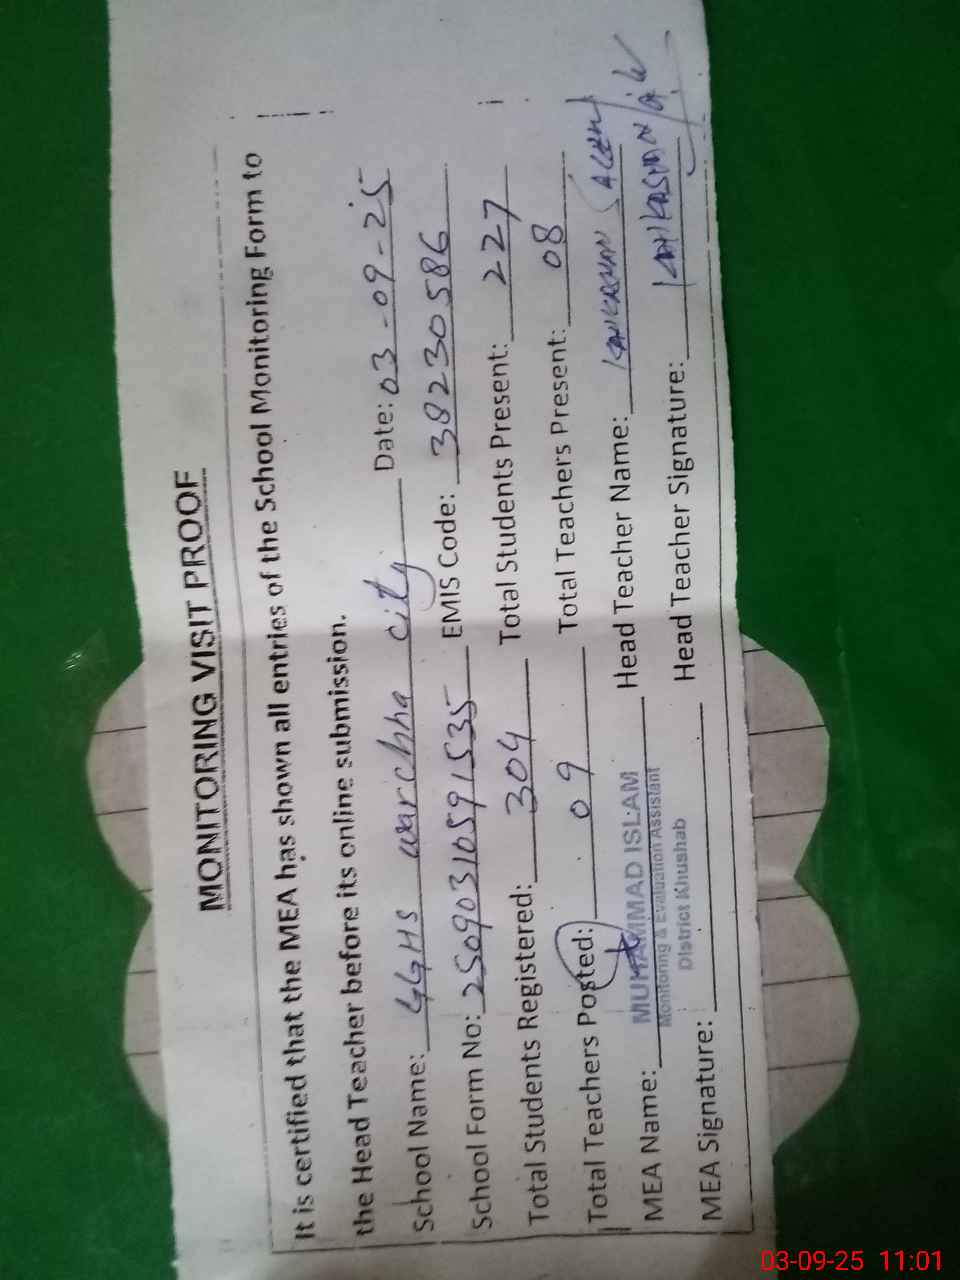 MONITORING VISIT PROOF
It is certified that the MEA has shown all entries of the School Monitoring Form to
the Head Teacher before its online submission.
School Name: GGHS warchha city Date: 03-09-25
School Form No: 25090310591535 EMIS Code: 38230586
Total Students Registered: 304 Total Students Present: 227
Total Teachers Posted: 09 Total Teachers Present: 08
MEA Name: MUHAMMAD ISLAM Head Teacher Name:
Monitoring & Evaluation Assistant
District Khushab
MEA Signature: Head Teacher Signature:
03-09-25 11:01